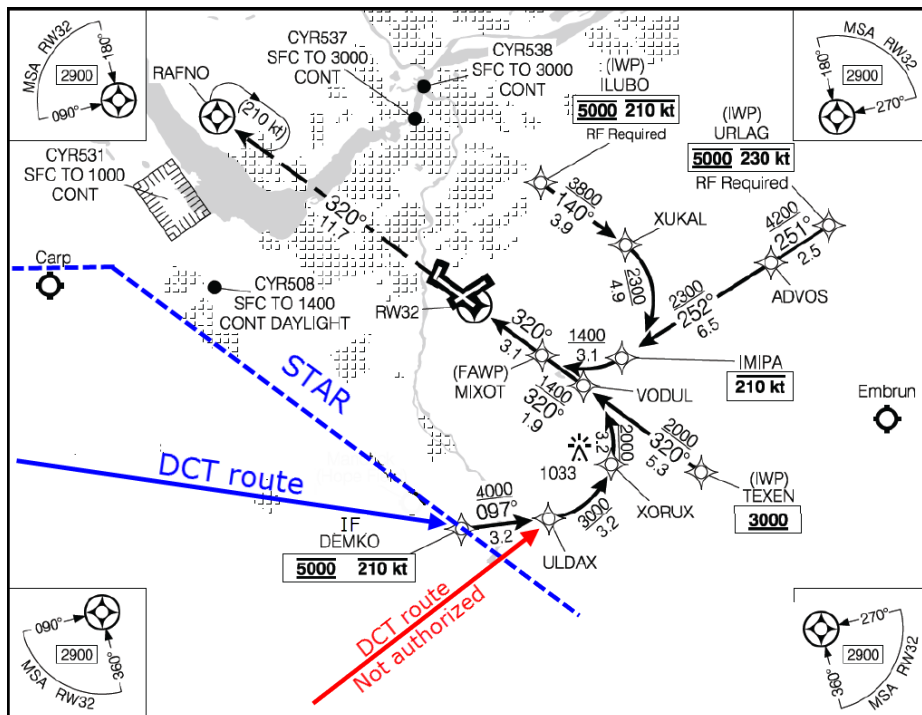 MSA RW32
180°
2900
090°
RAFNO
(210 kt)
CYR537
SFC TO 3000
CONT
CYR538
SFC TO 3000
CONT
(IWP)
ILUBO
5000 210 kt
RF Required
MSA RW32
180°
2900
270°
(IWP)
URLAG
5000 230 kt
RF Required
CYR531
SFC TO 1000
CONT
320°
11.7
3800
140°
3.9
XUKAL
4200
251°
2.5
ADVOS
Carp
CYR508
SFC TO 1400
CONT DAYLIGHT
RW32
2300
4.9
2300
252°
6.5
320°
3.1
1400
3.1
IMIPA
210 kt
(FAWP)
MIXOT
1400
320°
1.9
VODUL
Embrun
STAR
2000
3.2
2000
320°
5.3
1033
XORUX
(IWP)
TEXEN
3000
DCT route
IF
DEMKO
5000 210 kt
4000
097°
3.2
3000
3.2
ULDAX
DCT route
Not authorized
090°
2900
360°
MSA RW32
270°
2900
360°
MSA RW32